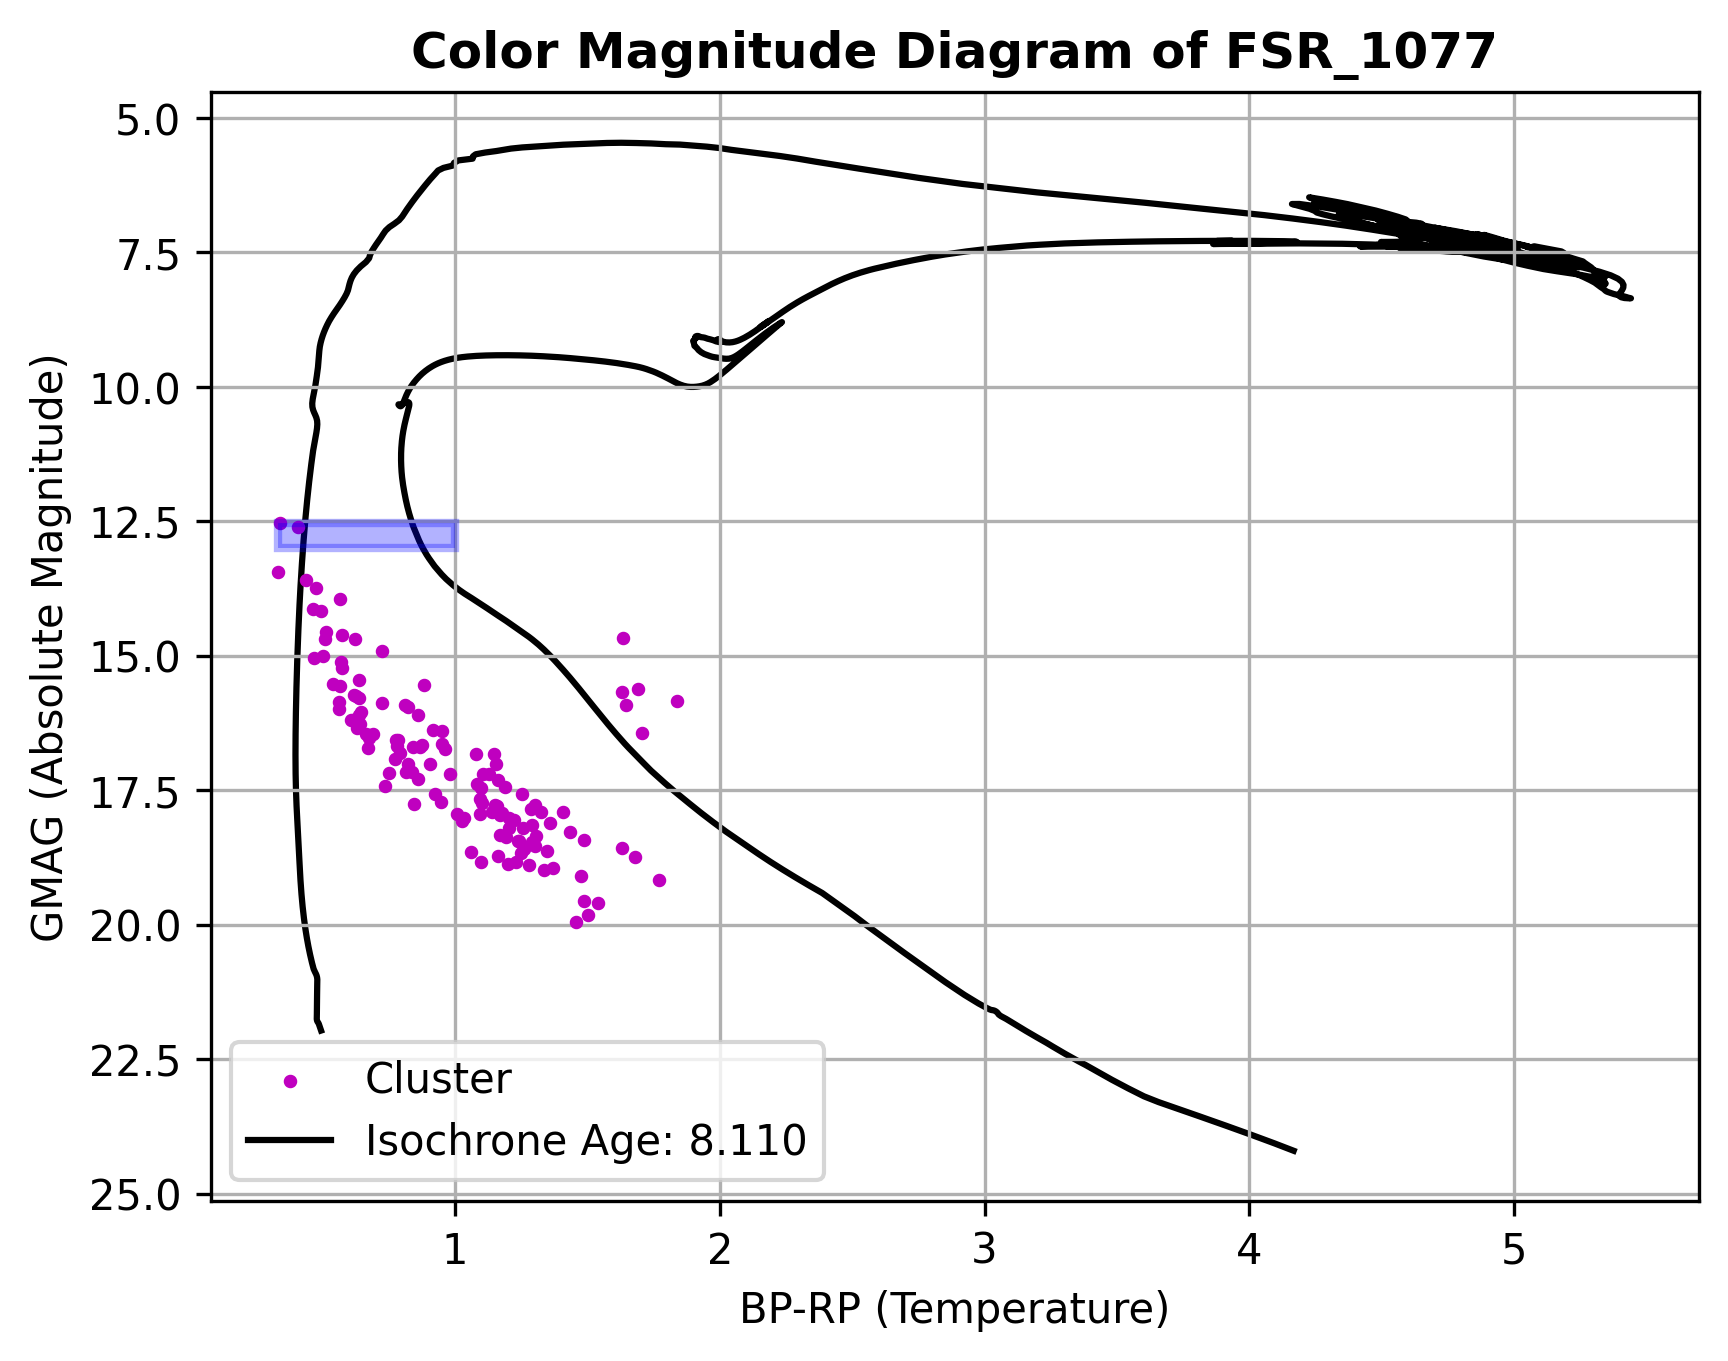 Color Magnitude Diagram of FSR_1077
GMAG (Absolute Magnitude)
5.0
7.5
10.0
12.5
15.0
17.5
20.0
22.5
25.0
Cluster
Isochrone Age: 8.110
1 2 3 4 5
BP-RP (Temperature)